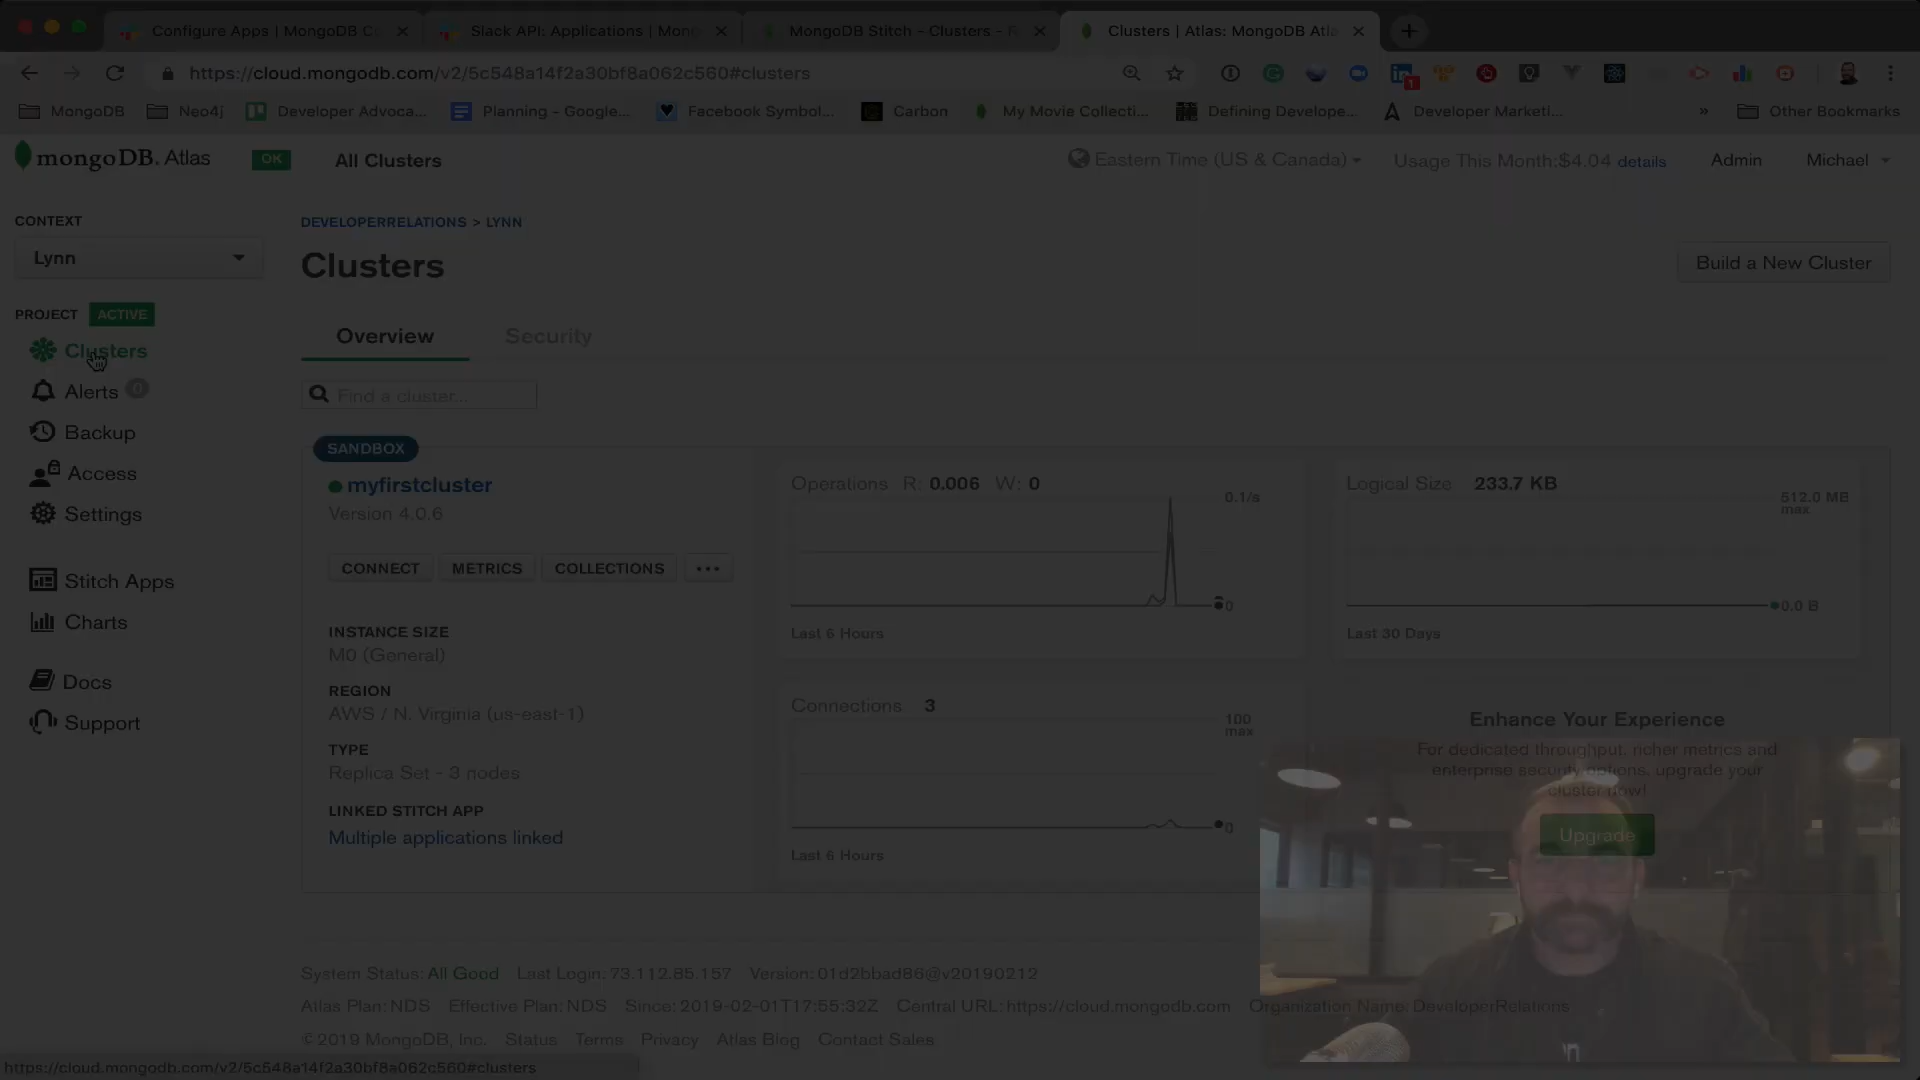 Configure Apps | MongoDB Co
Slack API: Applications | Mong
MongoDB Stitch - Clusters - R
Clusters | Atlas: MongoDB Atla
https://cloud.mongodb.com/v2/5c548a14f2a30bf8a062c560#clusters
1
MongoDB
Neo4j
Developer Advoca...
Planning - Google...
Facebook Symbol...
Carbon
My Movie Collecti...
Defining Develope...
Developer Marketi...
»
Other Bookmarks
mongoDB. Atlas
OK
All Clusters
Eastern Time (US & Canada)
Usage This Month:$4.04 details
Admin
Michael
CONTEXT
Lynn
PROJECT ACTIVE
Clusters
Alerts 0
Backup
Access
Settings
Stitch Apps
Charts
Docs
Support
DEVELOPERRELATIONS > LYNN
Clusters
Build a New Cluster
Overview
Security
Find a cluster...
SANDBOX
myfirstcluster
Version 4.0.6
CONNECT
METRICS
COLLECTIONS
...
INSTANCE SIZE
M0 (General)
REGION
AWS / N. Virginia (us-east-1)
TYPE
Replica Set - 3 nodes
LINKED STITCH APP
Multiple applications linked
Operations R: 0.006 W: 0
0.1/s
0
Last 6 Hours
Logical Size 233.7 KB
512.0 MB
max
0.0 B
Last 30 Days
Connections 3
100
max
0
Last 6 Hours
Enhance Your Experience
For dedicated throughput, richer metrics and
enterprise security options, upgrade your
cluster now!
Upgrade
System Status: All Good Last Login: 73.112.85.157 Version: 01d2bbad86@v20190212
Atlas Plan: NDS Effective Plan: NDS Since: 2019-02-01T17:55:32Z Central URL: https://cloud.mongodb.com Organization Name: DeveloperRelations
©2019 MongoDB, Inc. Status Terms Privacy Atlas Blog Contact Sales
https://cloud.mongodb.com/v2/5c548a14f2a30bf8a062c560#clusters